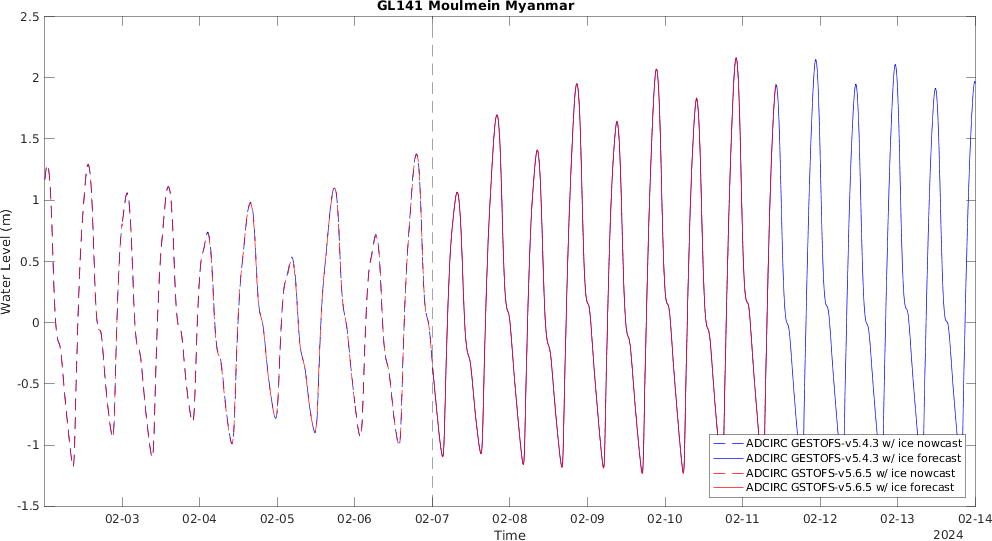 GL141 Moulmein Myanmar
Water Level (m)
2.5
2
1.5
1
0.5
0
-0.5
-1
-1.5
ADCIRC GESTOFS-v5.4.3 w/ ice nowcast
ADCIRC GESTOFS-v5.4.3 w/ ice forecast
ADCIRC GSTOFS-v5.6.5 w/ ice nowcast
ADCIRC GSTOFS-v5.6.5 w/ ice forecast
02-03 02-04 02-05 02-06 02-07 02-08 02-09 02-10 02-11 02-12 02-13 02-14
Time
2024